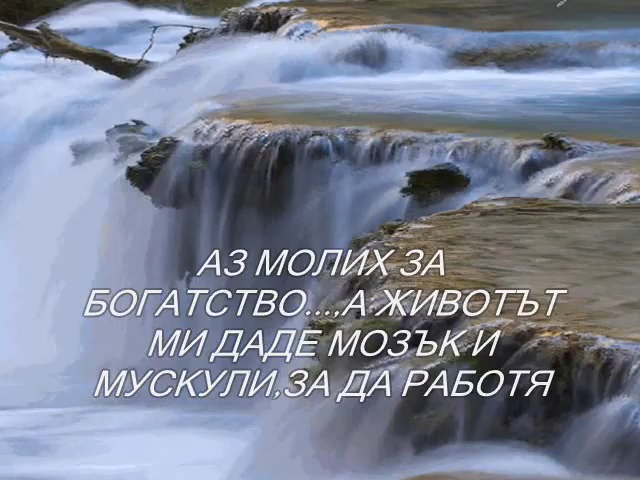 АЗ МОЛИХ ЗА
БОГАТСТВО...,А ЖИВОТЪТ
МИ ДАДЕ МОЗЪК И
МУСКУЛИ,ЗА ДА РАБОТЯ